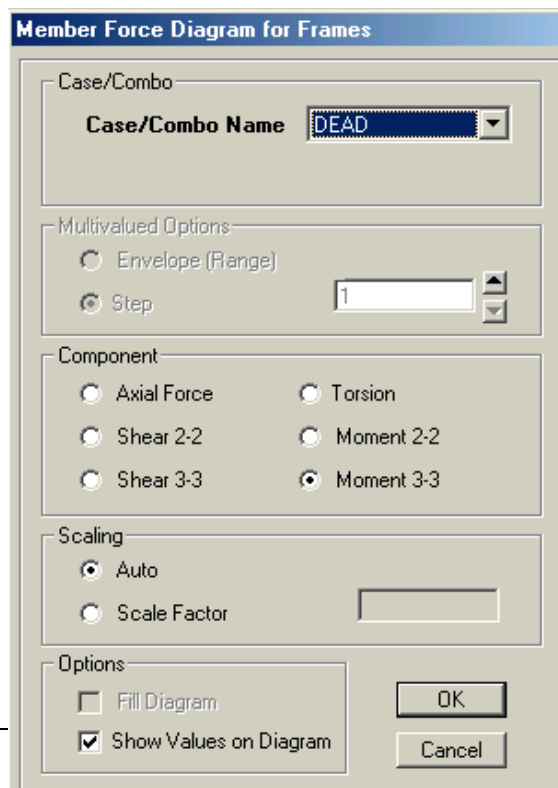 Member Force Diagram for Frames
Case/Combo
Case/Combo Name DEAD
Multivalued Options
Envelope (Range)
Step 1
Component
Axial Force Torsion
Shear 2-2 Moment 2-2
Shear 3-3 Moment 3-3
Scaling
Auto
Scale Factor
Options
Fill Diagram OK
Show Values on Diagram Cancel